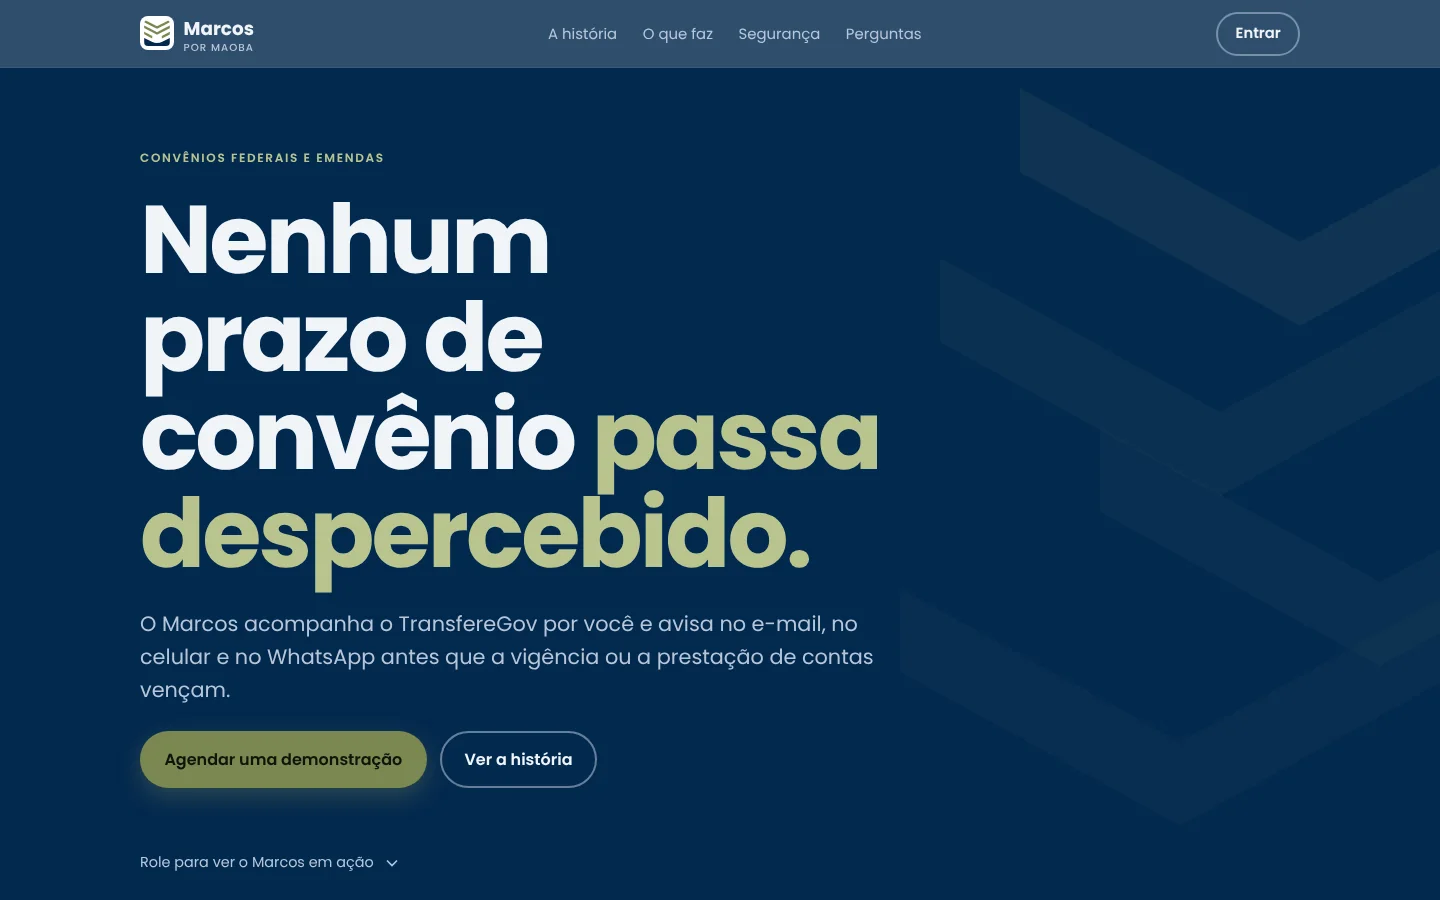 Marcos
POR MAOBA
A história
O que faz
Segurança
Perguntas
Entrar
CONVÊNIOS FEDERAIS E EMENDAS
Nenhum
prazo de
convênio passa
despercebido.
O Marcos acompanha o TransfereGov por você e avisa no e-mail, no
celular e no WhatsApp antes que a vigência ou a prestação de contas
vençam.
Agendar uma demonstração
Ver a história
Role para ver o Marcos em ação